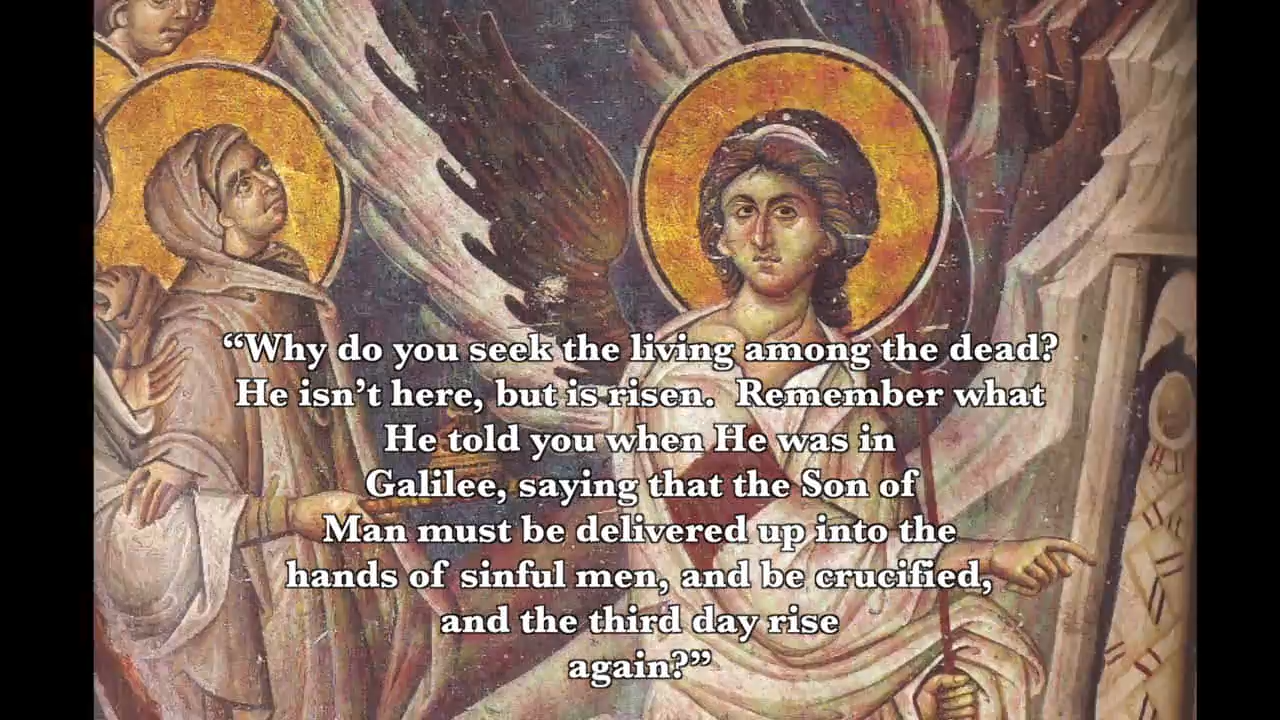 “Why do you seek the living among the dead?
He isn’t here, but is risen.  Remember what
He told you when He was in
Galilee, saying that the Son of
Man must be delivered up into the
hands of sinful men, and be crucified,
and the third day rise
again?”